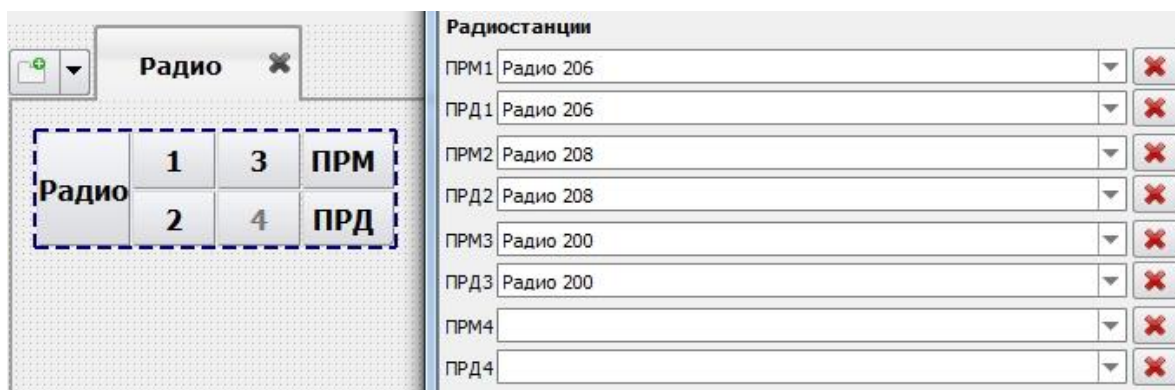 Радио
Радио
1
3
ПРМ
2
4
ПРД
Радиостанции
ПРМ1 Радио 206
ПРД1 Радио 206
ПРМ2 Радио 208
ПРД2 Радио 208
ПРМ3 Радио 200
ПРД3 Радио 200
ПРМ4
ПРД4